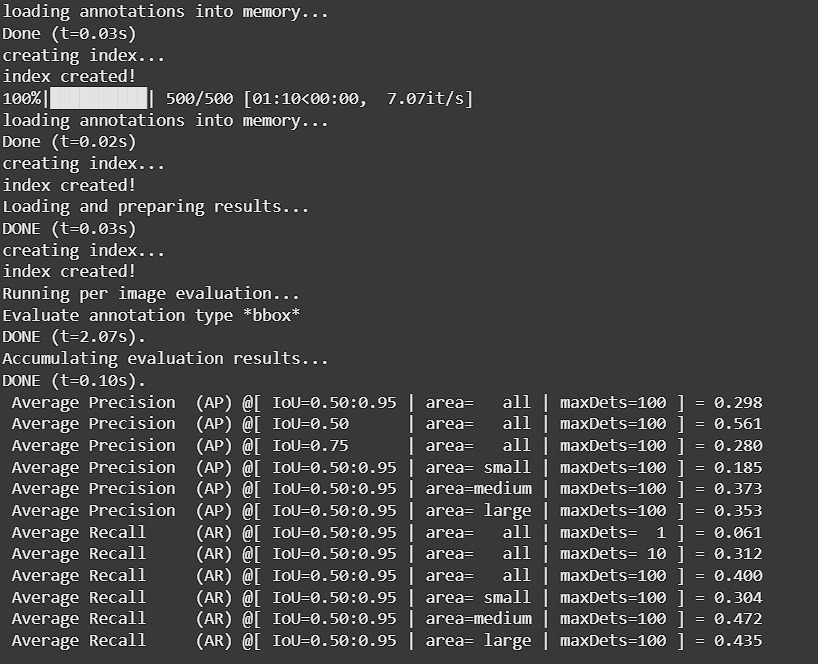 loading annotations into memory...
Done (t=0.03s)
creating index...
index created!
100%|██████████| 500/500 [01:10<00:00,  7.07it/s]
loading annotations into memory...
Done (t=0.02s)
creating index...
index created!
Loading and preparing results...
DONE (t=0.03s)
creating index...
index created!
Running per image evaluation...
Evaluate annotation type *bbox*
DONE (t=2.07s).
Accumulating evaluation results...
DONE (t=0.10s).
 Average Precision  (AP) @[ IoU=0.50:0.95 | area=   all | maxDets=100 ] = 0.298
 Average Precision  (AP) @[ IoU=0.50      | area=   all | maxDets=100 ] = 0.561
 Average Precision  (AP) @[ IoU=0.75      | area=   all | maxDets=100 ] = 0.280
 Average Precision  (AP) @[ IoU=0.50:0.95 | area= small | maxDets=100 ] = 0.185
 Average Precision  (AP) @[ IoU=0.50:0.95 | area=medium | maxDets=100 ] = 0.373
 Average Precision  (AP) @[ IoU=0.50:0.95 | area= large | maxDets=100 ] = 0.353
 Average Recall     (AR) @[ IoU=0.50:0.95 | area=   all | maxDets=  1 ] = 0.061
 Average Recall     (AR) @[ IoU=0.50:0.95 | area=   all | maxDets= 10 ] = 0.312
 Average Recall     (AR) @[ IoU=0.50:0.95 | area=   all | maxDets=100 ] = 0.400
 Average Recall     (AR) @[ IoU=0.50:0.95 | area= small | maxDets=100 ] = 0.304
 Average Recall     (AR) @[ IoU=0.50:0.95 | area=medium | maxDets=100 ] = 0.472
 Average Recall     (AR) @[ IoU=0.50:0.95 | area= large | maxDets=100 ] = 0.435